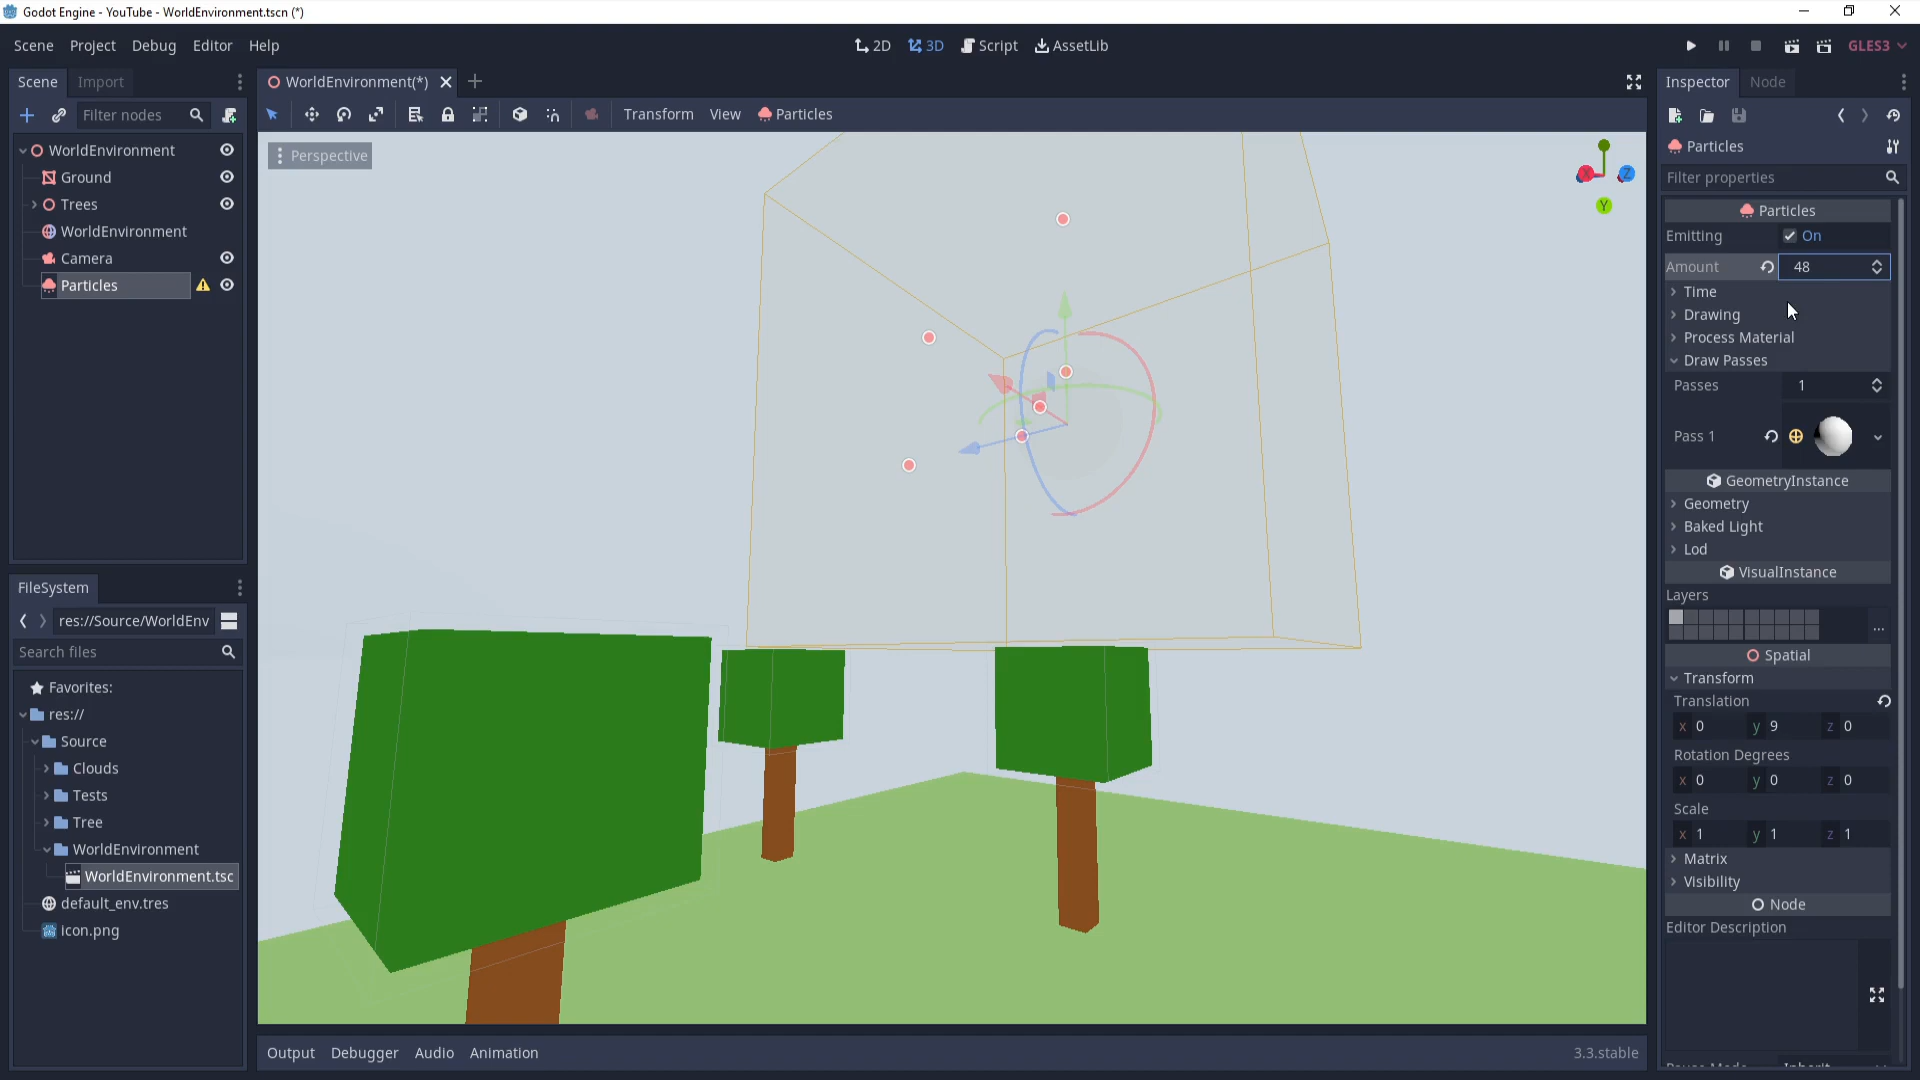 Godot Engine - YouTube - WorldEnvironment.tscn (*)
Scene Project Debug Editor Help
2D 3D Script AssetLib
GLES3
Scene Import
WorldEnvironment(*)
Inspector Node
Filter nodes
Transform View Particles
WorldEnvironment
Ground
Trees
WorldEnvironment
Camera
Particles
Perspective
X
Z
Y
Particles
Filter properties
Particles
Emitting On
Amount 48
Time
Drawing
Process Material
Draw Passes
Passes 1
Pass 1
GeometryInstance
Geometry
Baked Light
Lod
VisualInstance
Layers
...
Spatial
Transform
Translation
x 0 y 9 z 0
Rotation Degrees
x 0 y 0 z 0
Scale
x 1 y 1 z 1
Matrix
Visibility
Node
Editor Description
FileSystem
res://Source/WorldEnv
Search files
Favorites:
res://
Source
Clouds
Tests
Tree
WorldEnvironment
WorldEnvironment.tsc
default_env.tres
icon.png
Output Debugger Audio Animation
3.3.stable